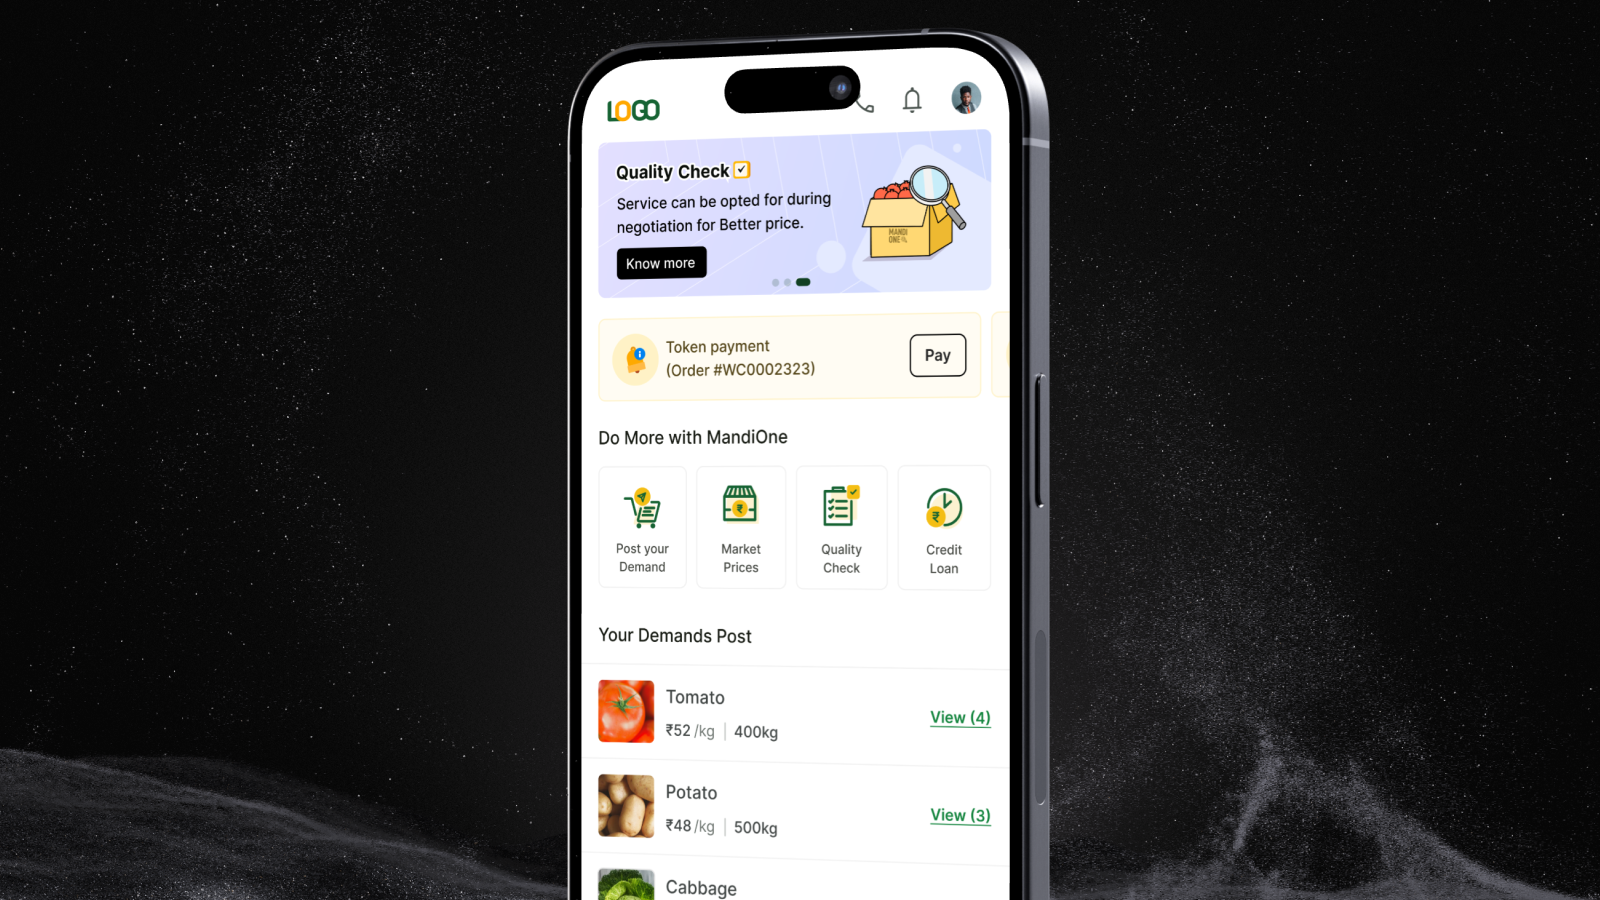 LOGO
Quality Check
Service can be opted for during
negotiation for Better price.
Know more
MANDI
ONE
Token payment
(Order #WC0002323)
Pay
Do More with MandiOne
Post your
Demand
Market
Prices
Quality
Check
Credit
Loan
Your Demands Post
Tomato
₹52 /kg | 400kg
View (4)
Potato
₹48 /kg | 500kg
View (3)
Cabbage